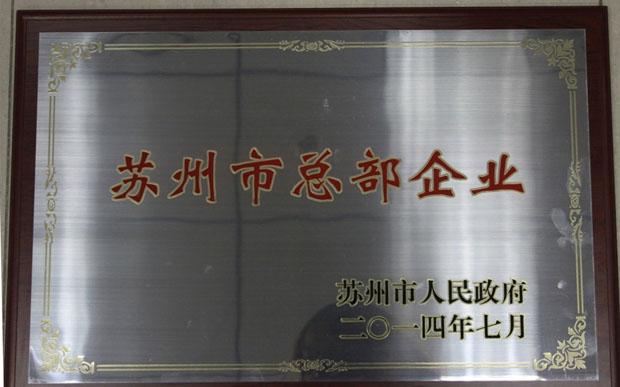 苏州市总部企业
苏州市人民政府
二〇一四年七月